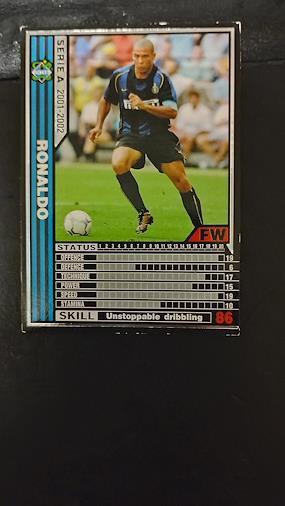 SERIE A 2001-2002
RONALDO
FW
STATUS 1 2 3 4 5 6 7 8 9 10 11 12 13 14 15 16 17 18 19 20
OFFENCE 19
DEFENCE 6
TECHNIQUE 17
POWER 15
SPEED 19
STAMINA 10
SKILL Unstoppable dribbling 86